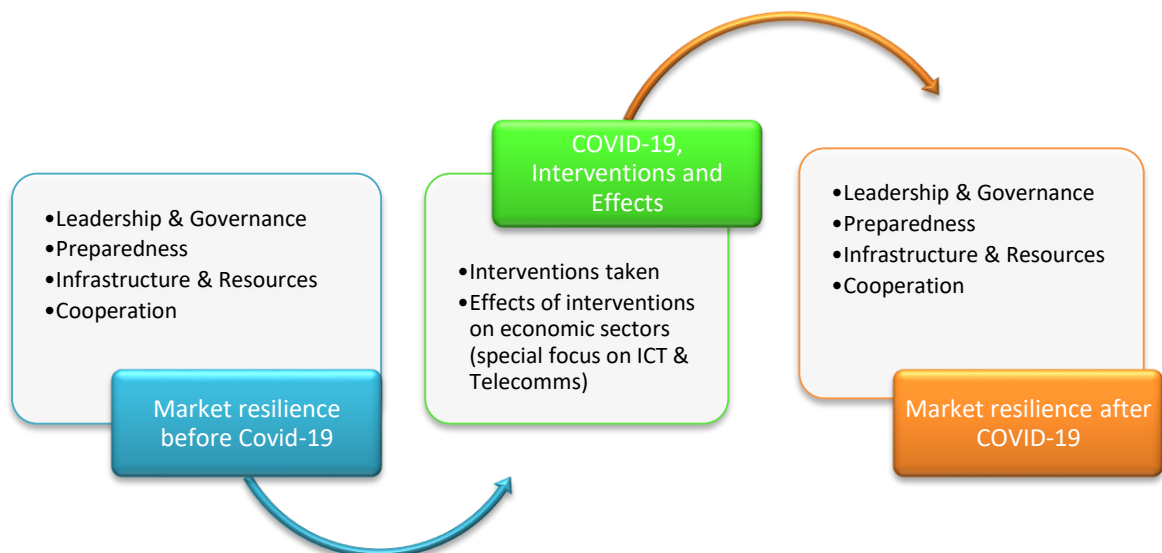 •Leadership & Governance
•Preparedness
•Infrastructure & Resources
•Cooperation
Market resilience
before Covid-19
COVID-19,
Interventions and
Effects
•Interventions taken
•Effects of interventions
on economic sectors
(special focus on ICT &
Telecomms)
•Leadership & Governance
•Preparedness
•Infrastructure & Resources
•Cooperation
Market resilience after
COVID-19